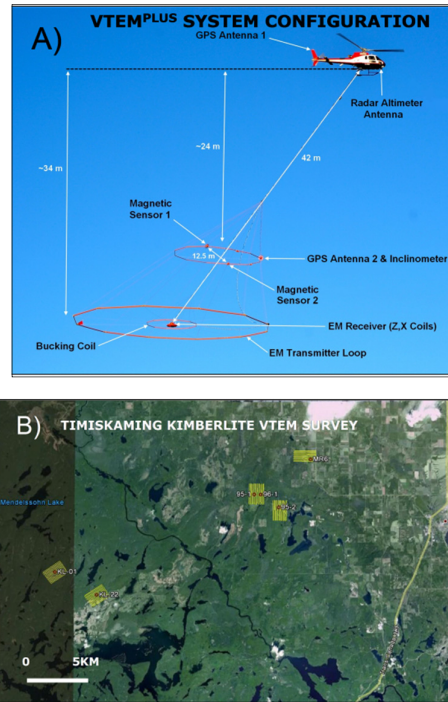 A)
VTEMPLUS SYSTEM CONFIGURATION
GPS Antenna 1
Radar Altimeter
Antenna
~34 m
~24 m
42 m
Magnetic
Sensor 1
12.5 m
GPS Antenna 2 & Inclinometer
Magnetic
Sensor 2
EM Receiver (Z,X Coils)
Bucking Coil
EM Transmitter Loop
B)
TIMISKAMING KIMBERLITE VTEM SURVEY
MR6
95-1
96-1
95-2
Mendelssohn Lake
KL-01
KL-22
0
5KM